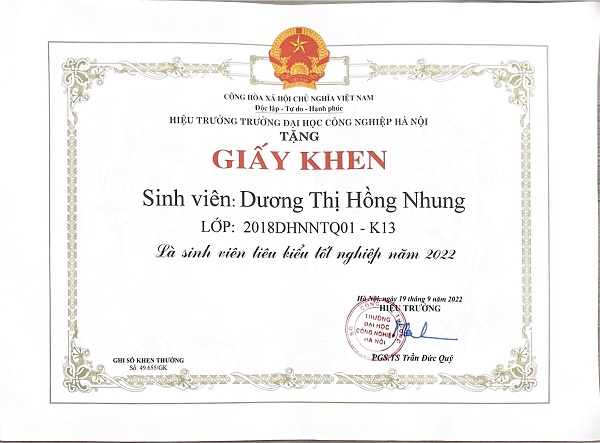 CỘNG HÒA XÃ HỘI CHỦ NGHĨA VIỆT NAM
Độc lập - Tự do - Hạnh phúc
HIỆU TRƯỞNG TRƯỜNG ĐẠI HỌC CÔNG NGHIỆP HÀ NỘI
TẶNG
GIẤY KHEN
Sinh viên: Dương Thị Hồng Nhung
LỚP: 2018DHNNTQ01 - K13
Là sinh viên tiêu kiểu tốt nghiệp năm 2022
Hà Nội, ngày 19 tháng 9 năm 2022
HIỆU TRƯỞNG
TRƯỜNG
ĐẠI HỌC
CÔNG NGHIỆP
HÀ NỘI
PGS.TS Trần Đức Quý
GHI SỔ KHEN THƯỞNG
Số: 49.655/GK